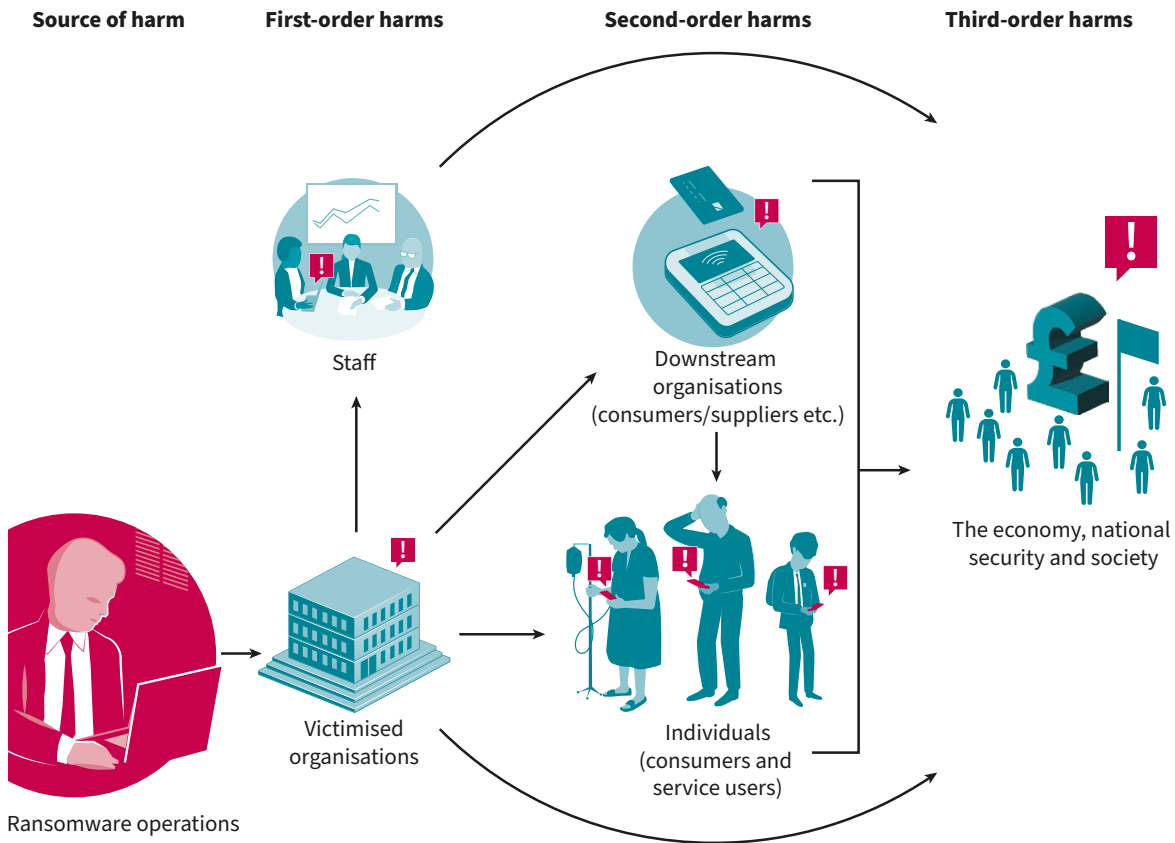 Source of harm
First-order harms
Second-order harms
Third-order harms
Staff
Downstream
organisations
(consumers/suppliers etc.)
The economy, national
security and society
Victimised
organisations
Individuals
(consumers and
service users)
Ransomware operations